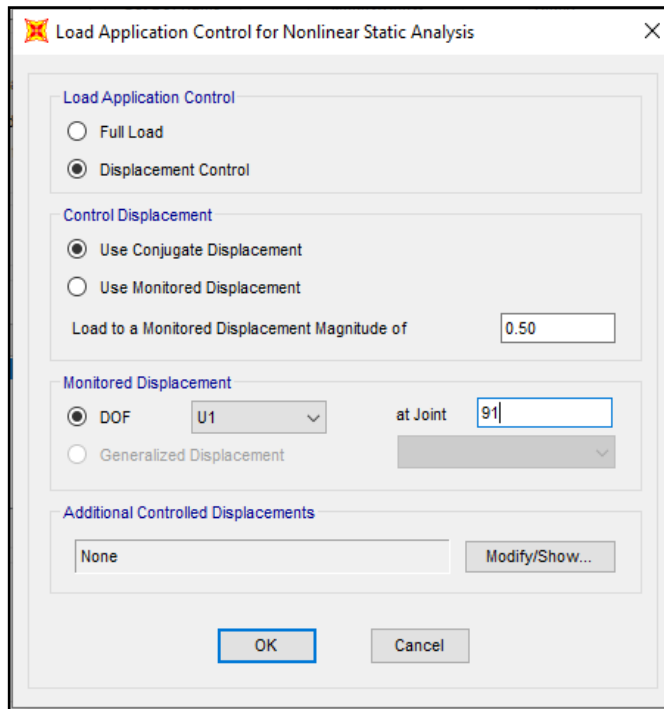 Load Application Control for Nonlinear Static Analysis
Load Application Control
Full Load
Displacement Control
Control Displacement
Use Conjugate Displacement
Use Monitored Displacement
Load to a Monitored Displacement Magnitude of 0.50
Monitored Displacement
DOF U1 at Joint 91
Generalized Displacement
Additional Controlled Displacements
None Modify/Show...
OK Cancel